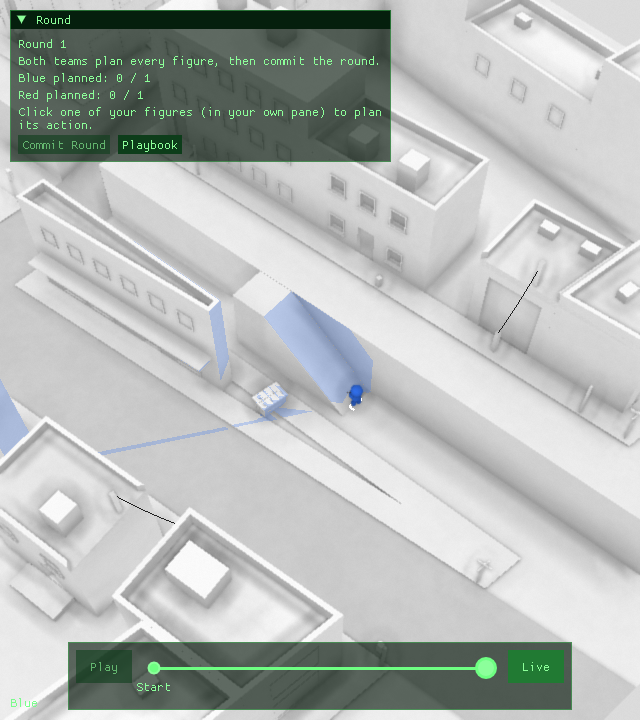 Round
Round 1
Both teams plan every figure, then commit the round.
Blue planned: 0 / 1
Red planned: 0 / 1
Click one of your figures (in your own pane) to plan
its action.
Commit Round
Playbook
Play
Start
Live
Blue